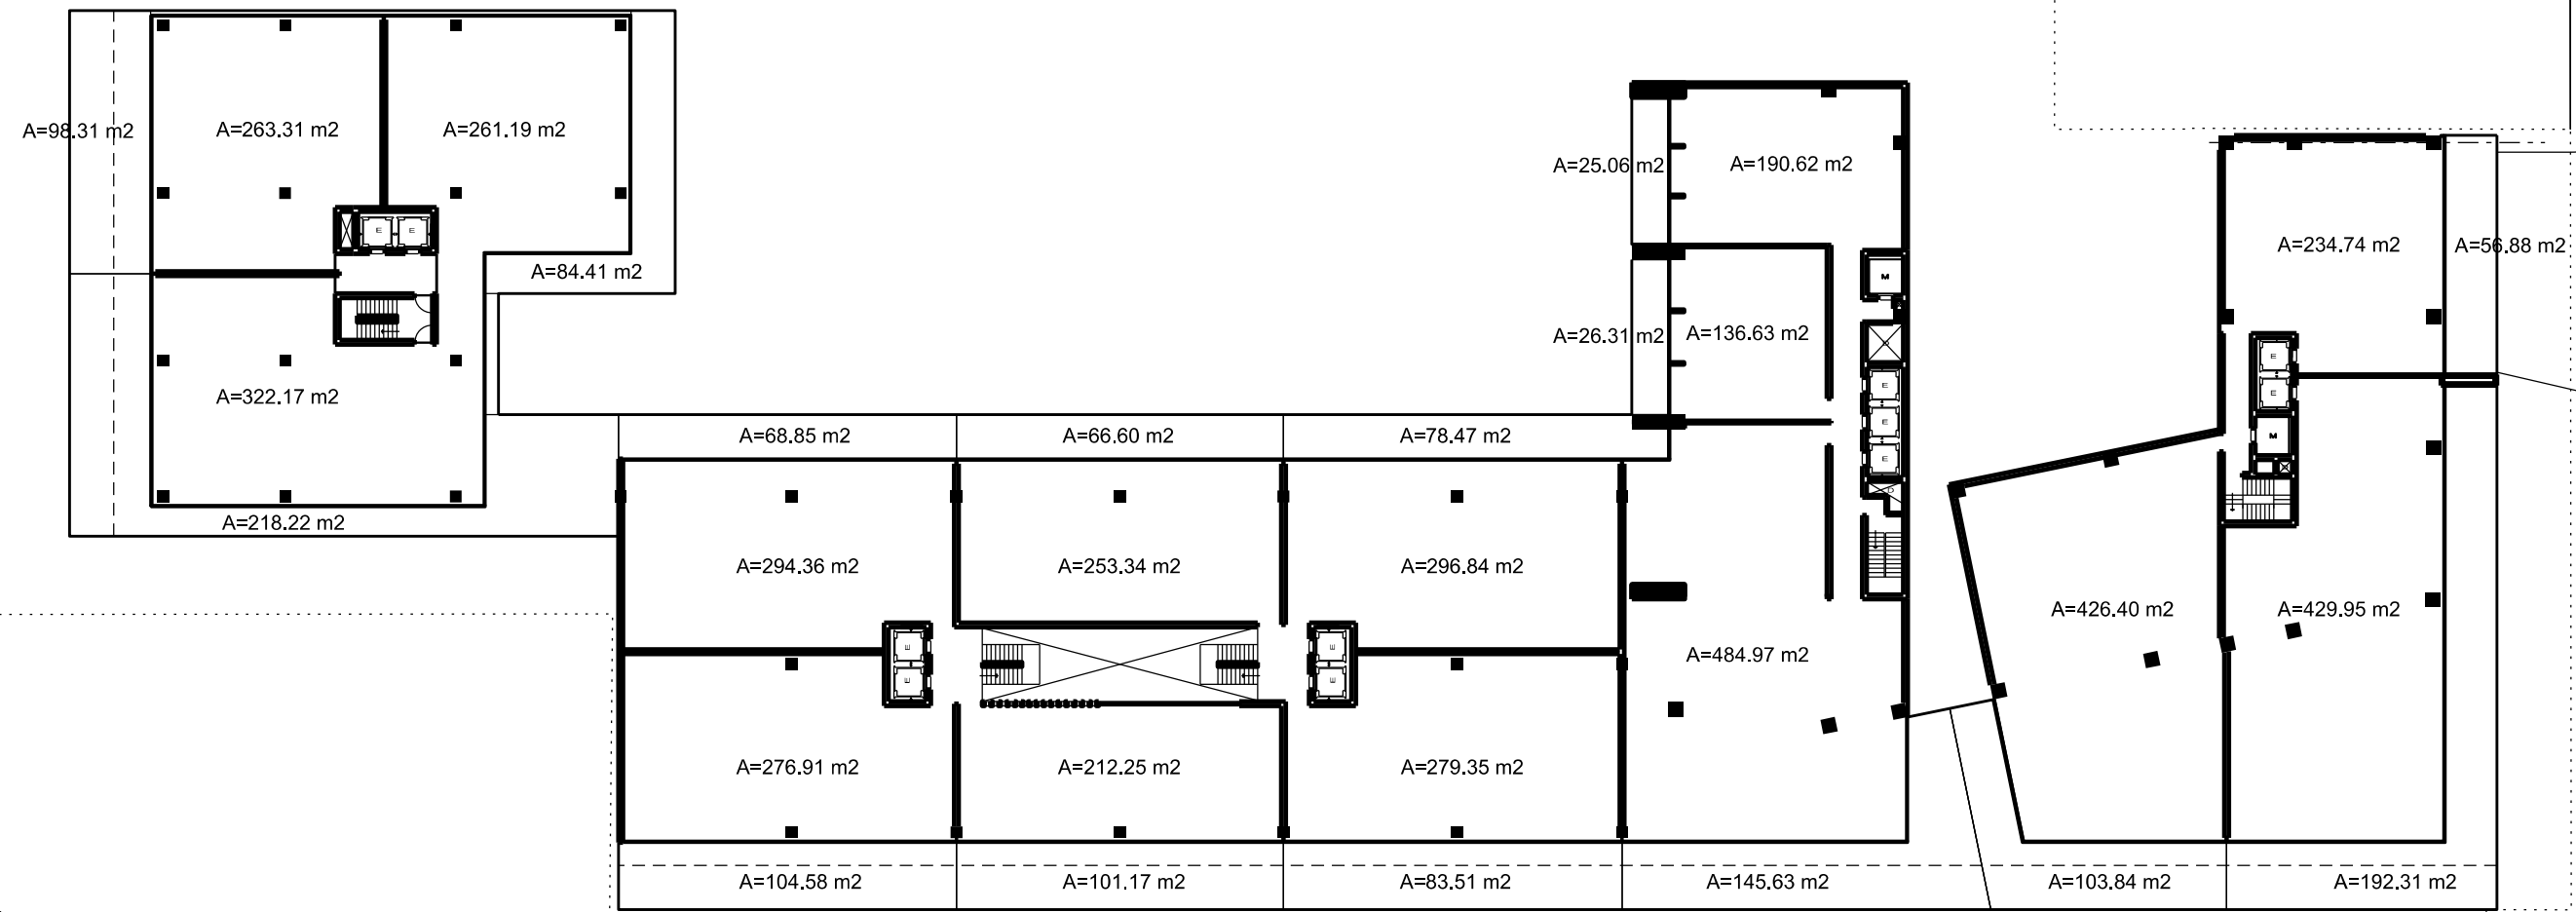 A=98.31 m2
A=263.31 m2
A=261.19 m2
E
E
A=84.41 m2
A=322.17 m2
A=218.22 m2
A=25.06 m2
A=190.62 m2
A=26.31 m2
A=136.63 m2
M
E
E
E
A=234.74 m2
A=56.88 m2
E
E
M
A=68.85 m2
A=66.60 m2
A=78.47 m2
A=294.36 m2
A=253.34 m2
A=296.84 m2
A=484.97 m2
A=426.40 m2
A=429.95 m2
E
E
E
E
A=276.91 m2
A=212.25 m2
A=279.35 m2
A=104.58 m2
A=101.17 m2
A=83.51 m2
A=145.63 m2
A=103.84 m2
A=192.31 m2